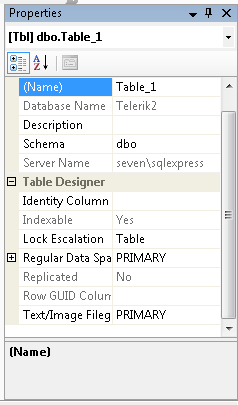 Properties
[Tbl] dbo.Table_1
(Name) Table_1
Database Name Telerik2
Description
Schema dbo
Server Name seven\sqlexpress
Table Designer
Identity Column
Indexable Yes
Lock Escalation Table
Regular Data Spa PRIMARY
Replicated No
Row GUID Colum
Text/Image Fileg PRIMARY
(Name)